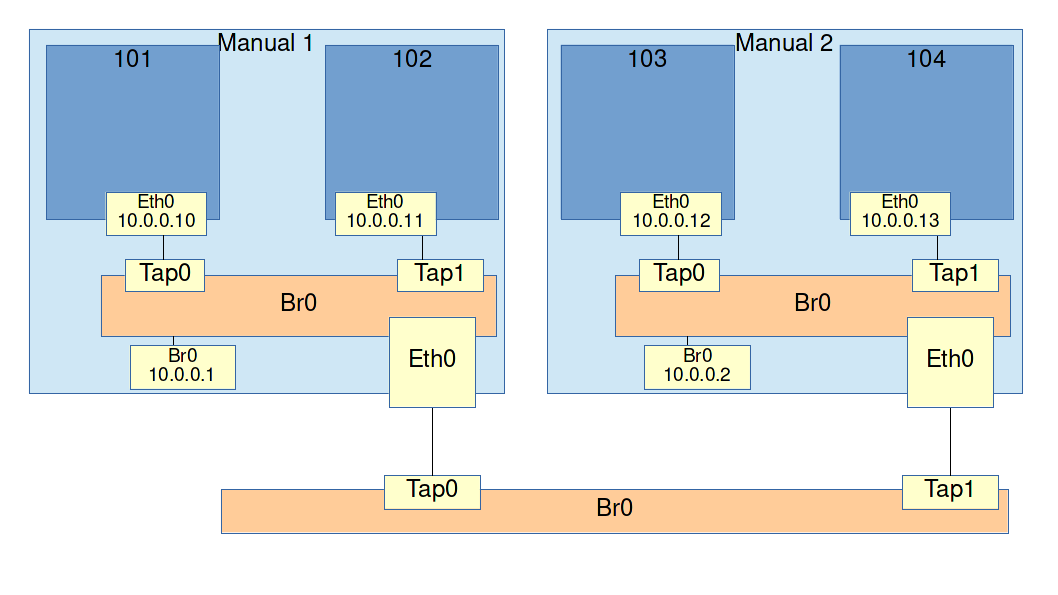 Manual 1
101
102
Eth0
10.0.0.10
Eth0
10.0.0.11
Tap0
Tap1
Br0
Br0
10.0.0.1
Eth0
Manual 2
103
104
Eth0
10.0.0.12
Eth0
10.0.0.13
Tap0
Tap1
Br0
Br0
10.0.0.2
Eth0
Tap0
Tap1
Br0